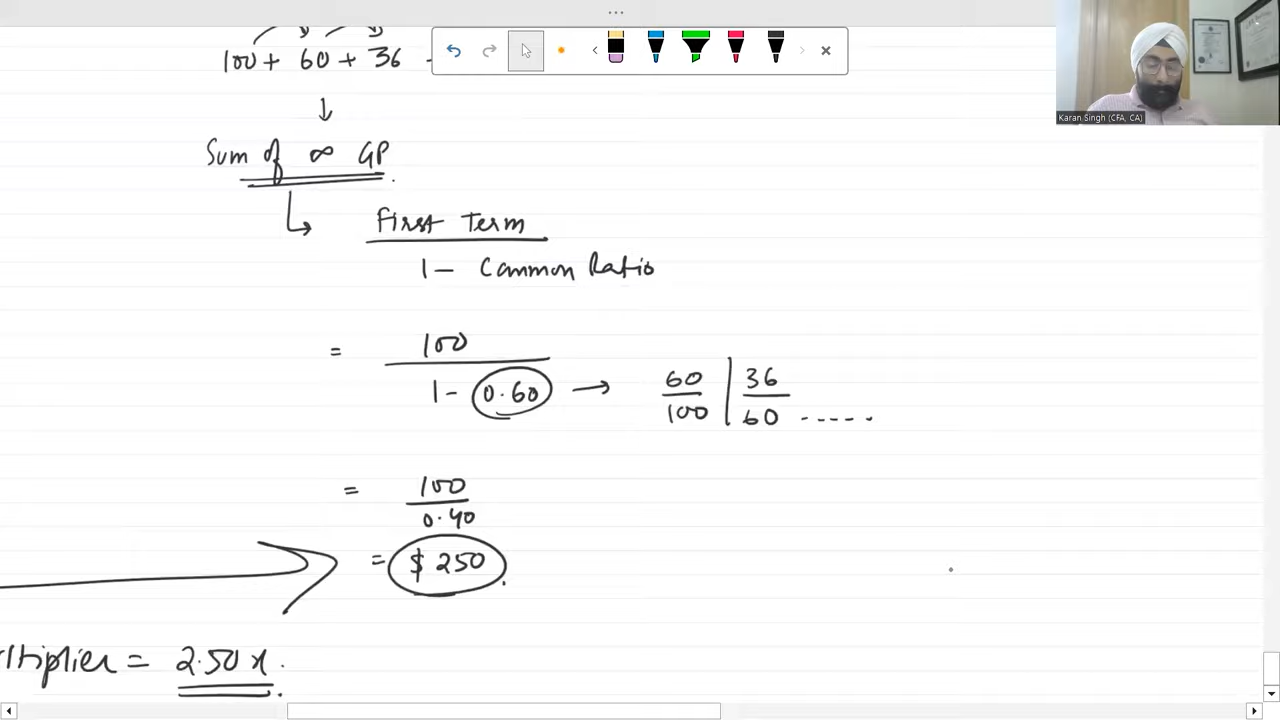 100 + 60 + 36 -
Karan Singh (CFA, CA)
↓
Sum of ∞ GP
First Term
1 - Common Ratio
= 100
1 - 0.60 → 60 | 36
100 | 60 ......
= 100
0.40
= $ 250
ltiplier = 2.50 x.